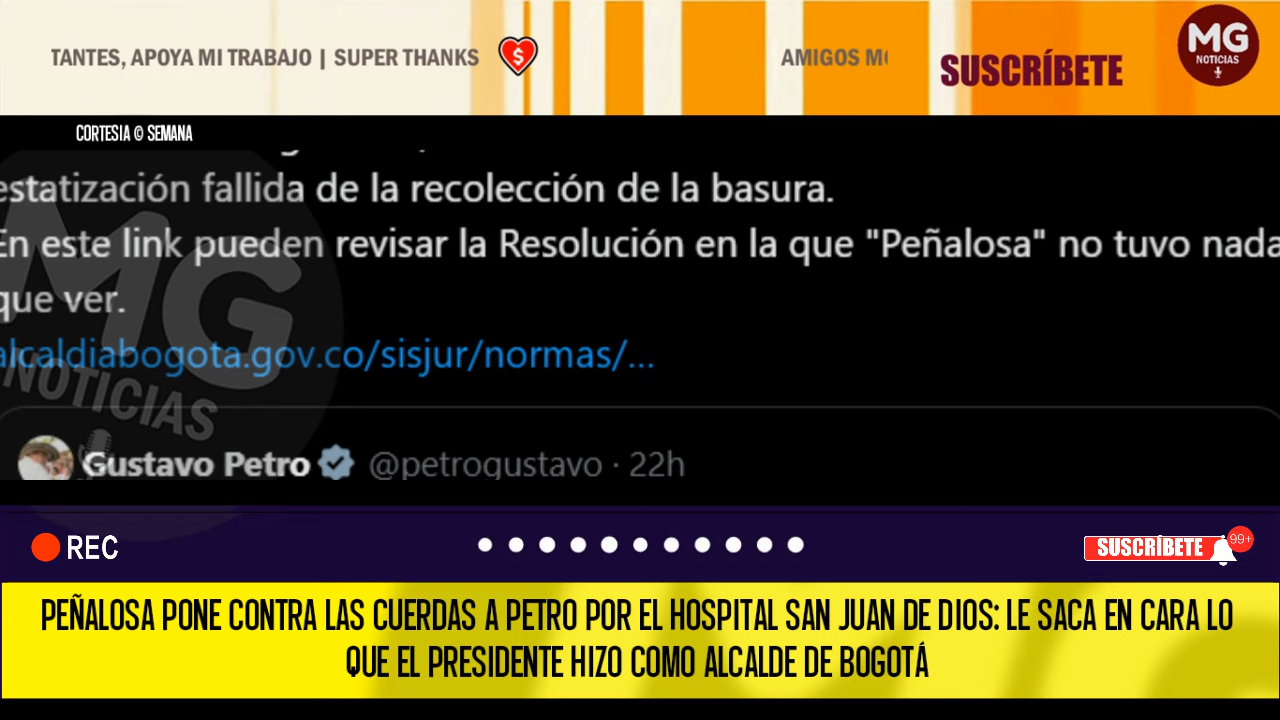 TANTES, APOYA MI TRABAJO | SUPER THANKS
AMIGOS
SUSCRÍBETE
MG
NOTICIAS
CORTESIA © SEMANA
estatización fallida de la recolección de la basura.
En este link pueden revisar la Resolución en la que "Peñalosa" no tuvo nada
que ver.
alcaldiabogota.gov.co/sisjur/normas/...
MG
NOTICIAS
Gustavo Petro @petrogustavo · 22h
REC
SUSCRÍBETE
99+
PEÑALOSA PONE CONTRA LAS CUERDAS A PETRO POR EL HOSPITAL SAN JUAN DE DIOS: LE SACA EN CARA LO
QUE EL PRESIDENTE HIZO COMO ALCALDE DE BOGOTÁ